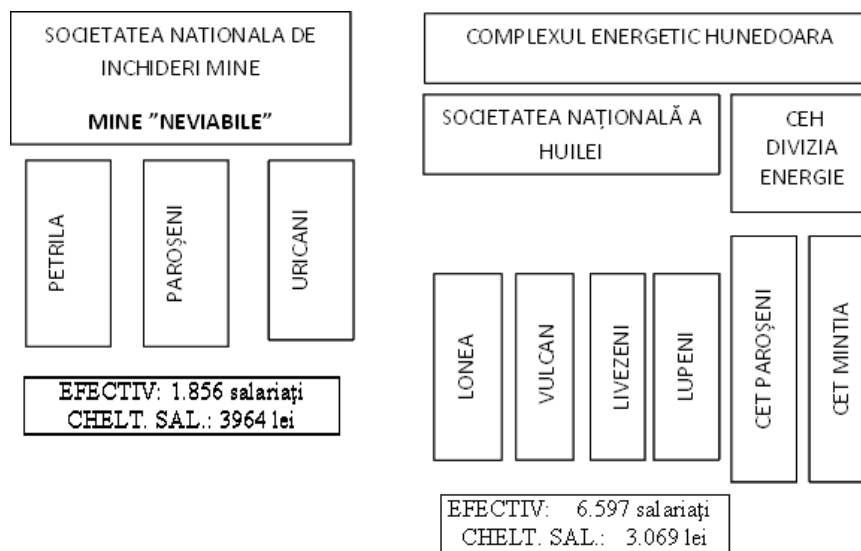 SOCIETATEA NATIONALA DE
INCHIDERI MINE
MINE ”NEVIABILE”
PETRILA
PAROȘENI
URICANI
EFECTIV: 1.856 salariaţi
CHELT. SAL.: 3964 lei
COMPLEXUL ENERGETIC HUNEDOARA
SOCIETATEA NAȚIONALĂ A
HUILEI
CEH
DIVIZIA
ENERGIE
LONEA
VULCAN
LIVEZENI
LUPENI
CET PAROȘENI
CET MINTIA
EFECTIV: 6.597 salariaţi
CHELT. SAL.: 3.069 lei